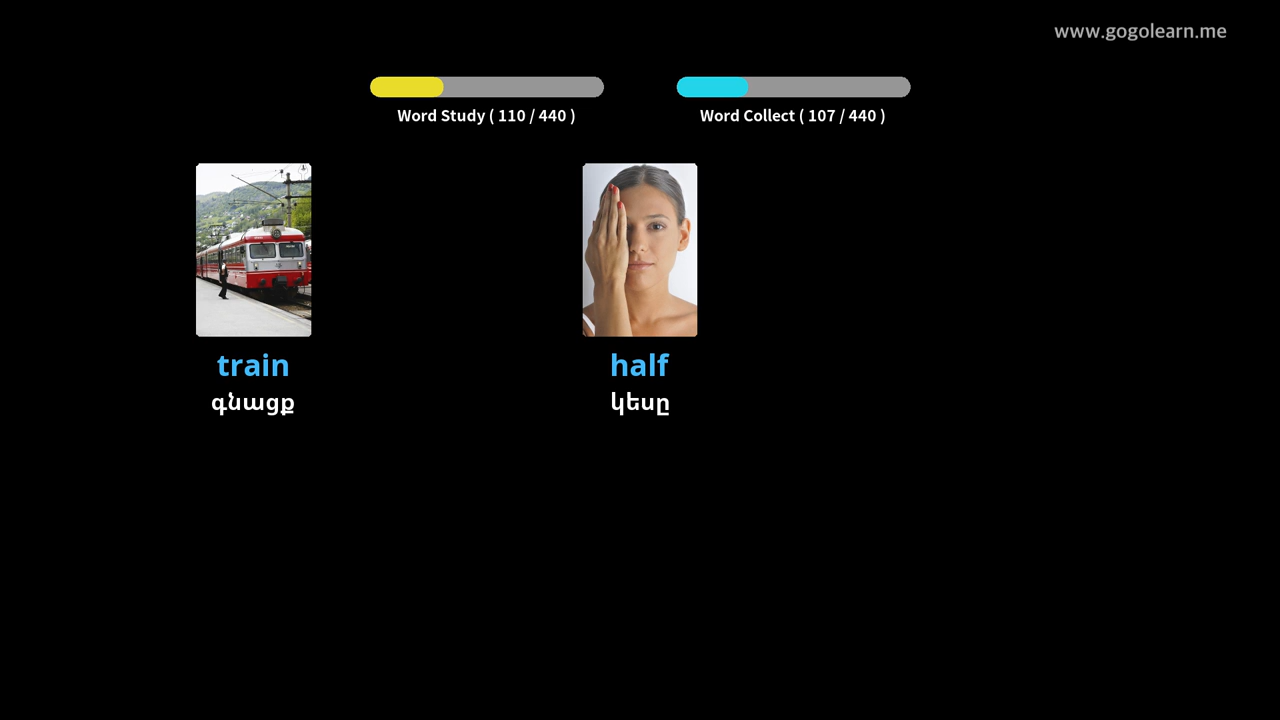 www.gogolearn.me
Word Study ( 110 / 440 )
Word Collect ( 107 / 440 )
train
գնացք
half
կեսը